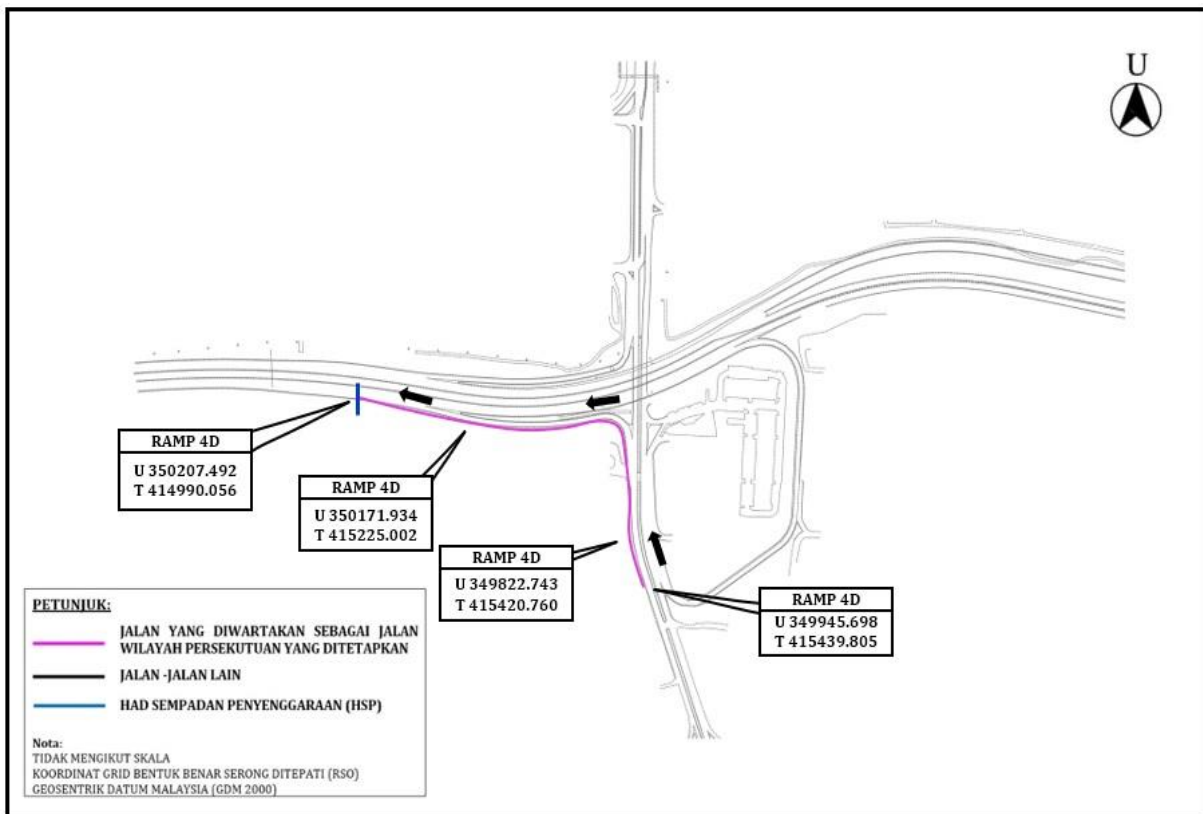 U
RAMP 4D
U 350207.492
T 414990.056
RAMP 4D
U 350171.934
T 415225.002
RAMP 4D
U 349822.743
T 415420.760
RAMP 4D
U 349945.698
T 415439.805
PETUNJUK:
JALAN YANG DIWARTAKAN SEBAGAI JALAN
WILAYAH PERSEKUTUAN YANG DITETAPKAN
JALAN -JALAN LAIN
HAD SEMPADAN PENYENGGARAAN (HSP)
Nota:
TIDAK MENGIKUT SKALA
KOORDINAT GRID BENTUK BENAR SERONG DITEPATI (RSO)
GEOSENTRIK DATUM MALAYSIA (GDM 2000)